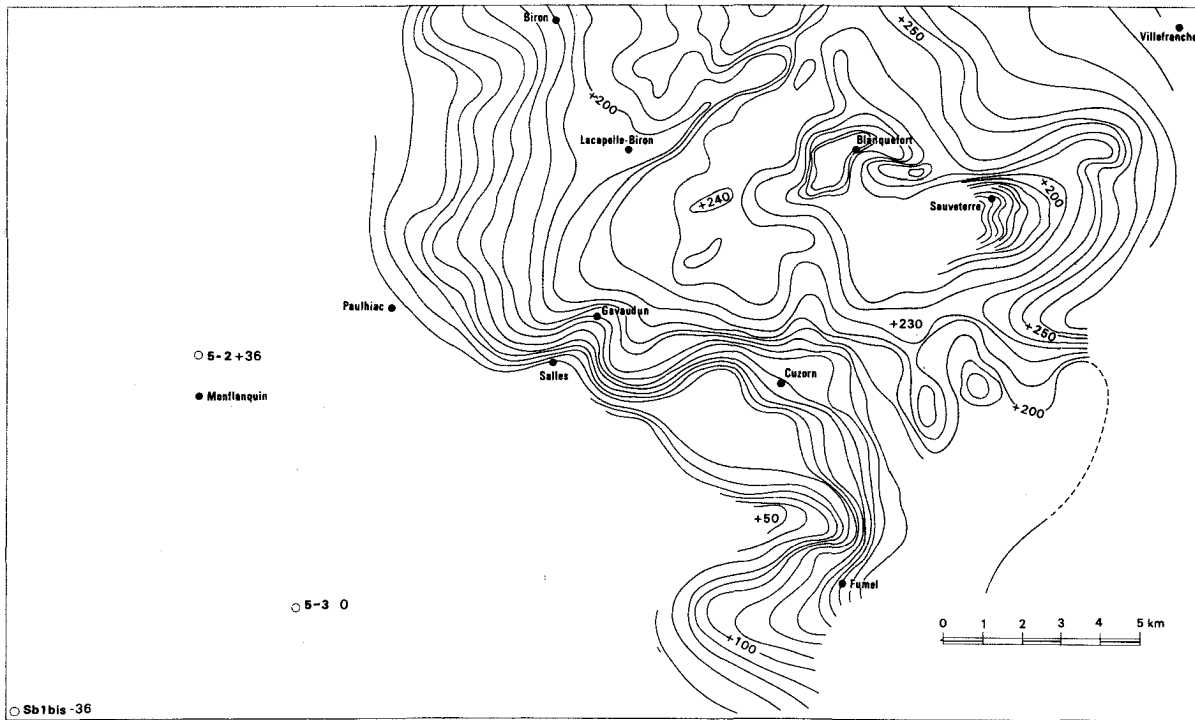 Biron
+250
Villefranche
+200
Lacapelle-Biron
Blanquefort
+240
+200
Sauveterre
Paulhiac
Gavaudun
+230
+250
5-2 +36
Salles
Cuzorn
Monflanquin
+200
+50
Fumel
5-3 0
0 1 2 3 4 5 km
+100
Sb1bis -36